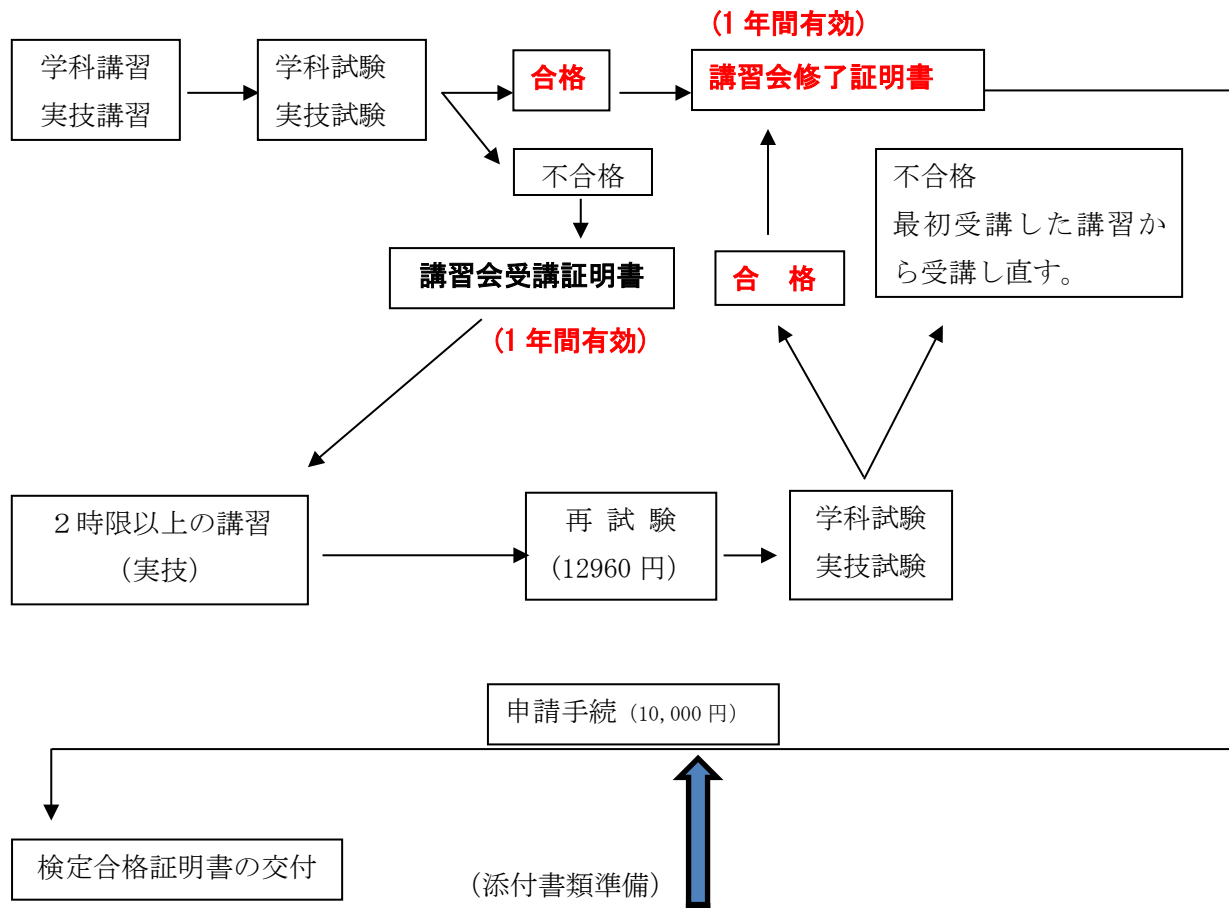 (1 年間有効)
学科講習
実技講習
学科試験
実技試験
合格
講習会修了証明書
不合格
不合格
最初受講した講習か
ら受講し直す。
講習会受講証明書
合 格
(1 年間有効)
２時限以上の講習
(実技)
再 試 験
(12960 円)
学科試験
実技試験
申請手続 (10,000 円)
検定合格証明書の交付
(添付書類準備)